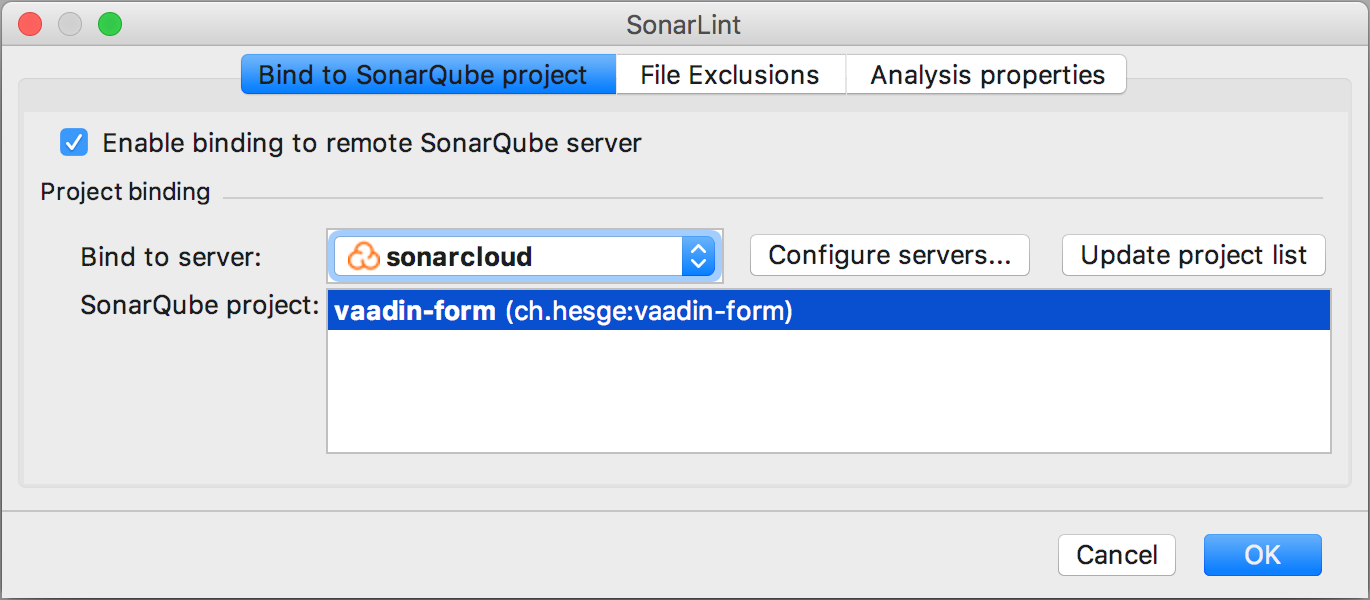 SonarLint
Bind to SonarQube project File Exclusions Analysis properties
Enable binding to remote SonarQube server
Project binding
Bind to server: sonarcloud Configure servers... Update project list
SonarQube project: vaadin-form (ch.hesge:vaadin-form)
Cancel OK